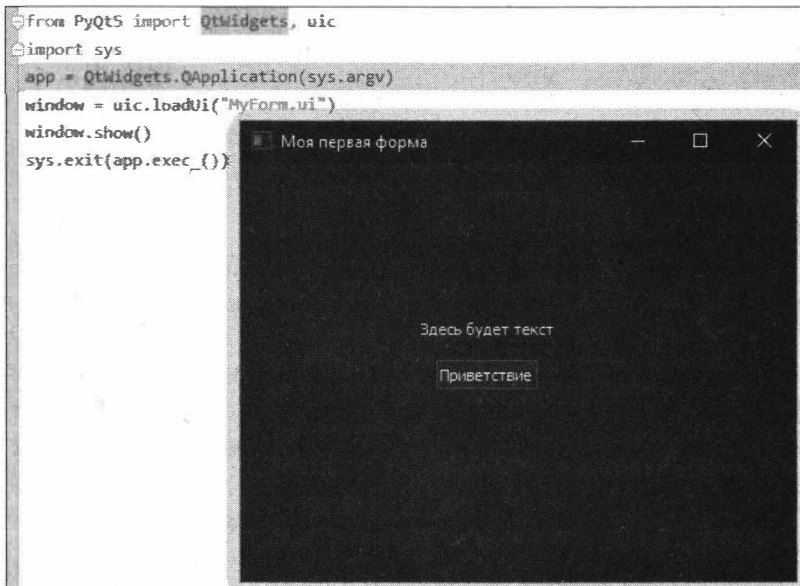 from PyQt5 import QtWidgets, uic
import sys
app = QtWidgets.QApplication(sys.argv)
window = uic.loadUi("MyForm.ui")
window.show()
sys.exit(app.exec_())
Моя первая форма
Здесь будет текст
Приветствие